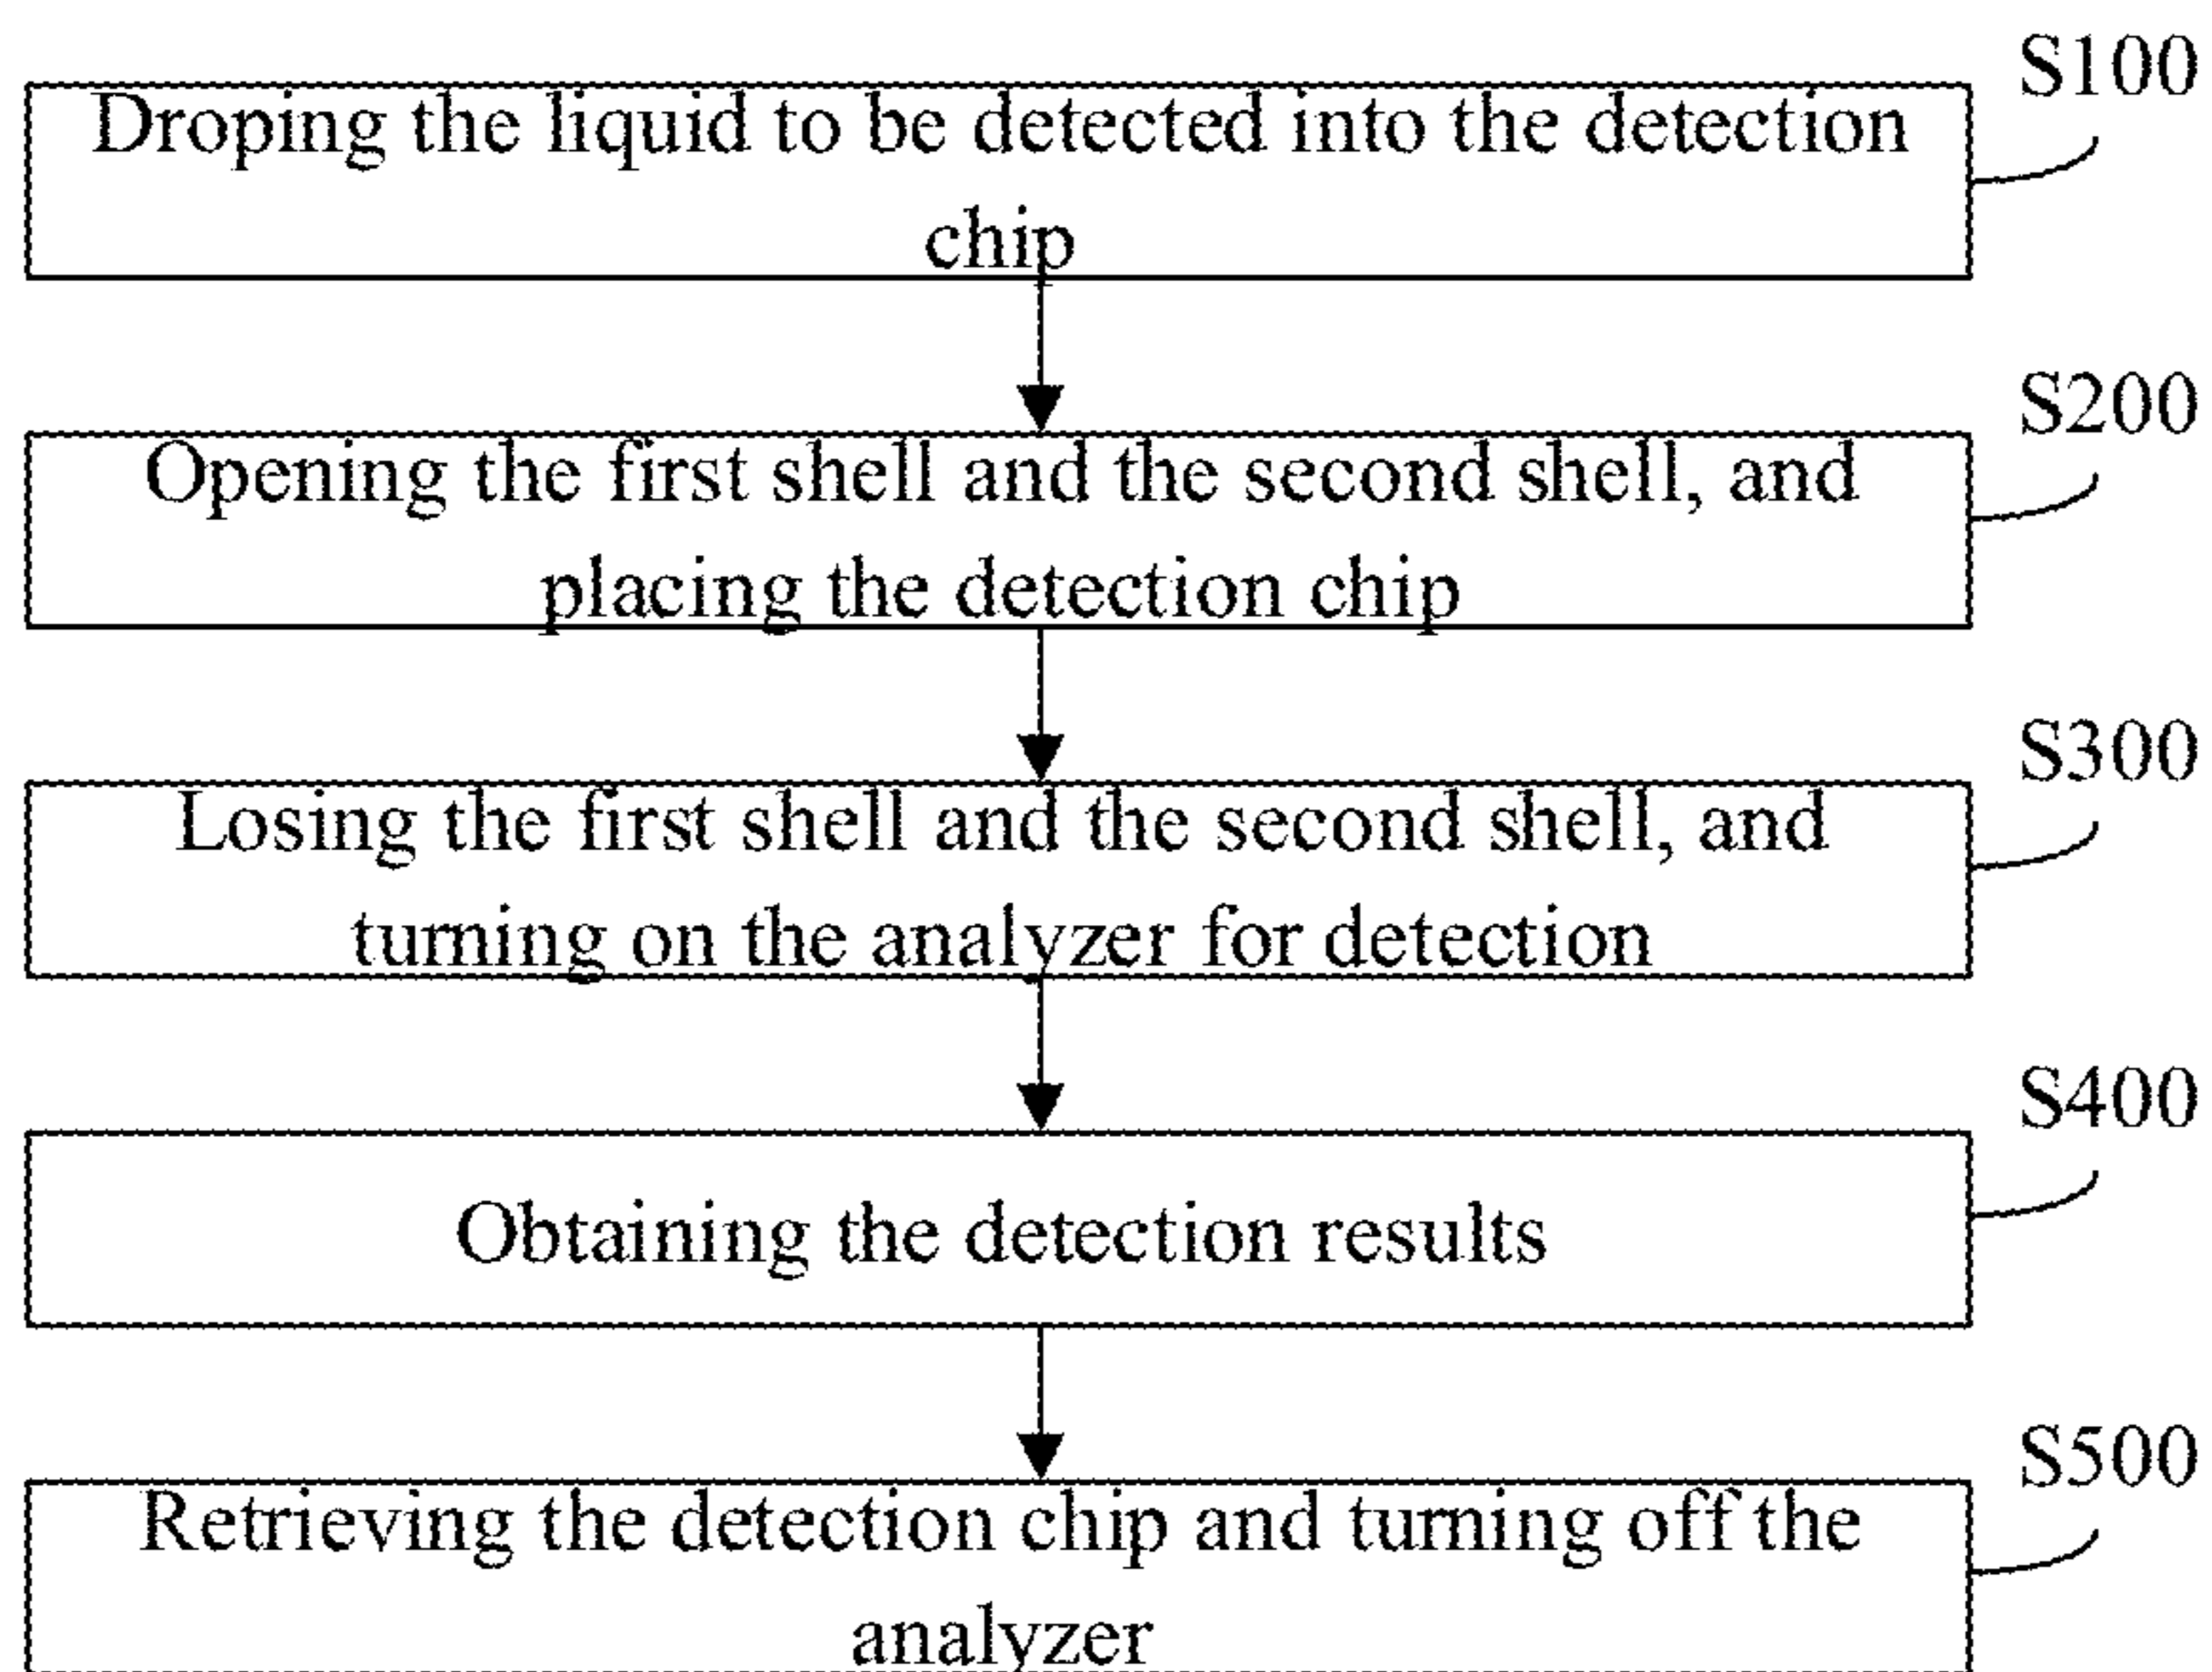 S100
Droping the liquid to be detected into the detection
chip
S200
Opening the first shell and the second shell, and
placing the detection chip
S300
Losing the first shell and the second shell, and
turning on the analyzer for detection
S400
Obtaining the detection results
S500
Retrieving the detection chip and turning off the
analyzer